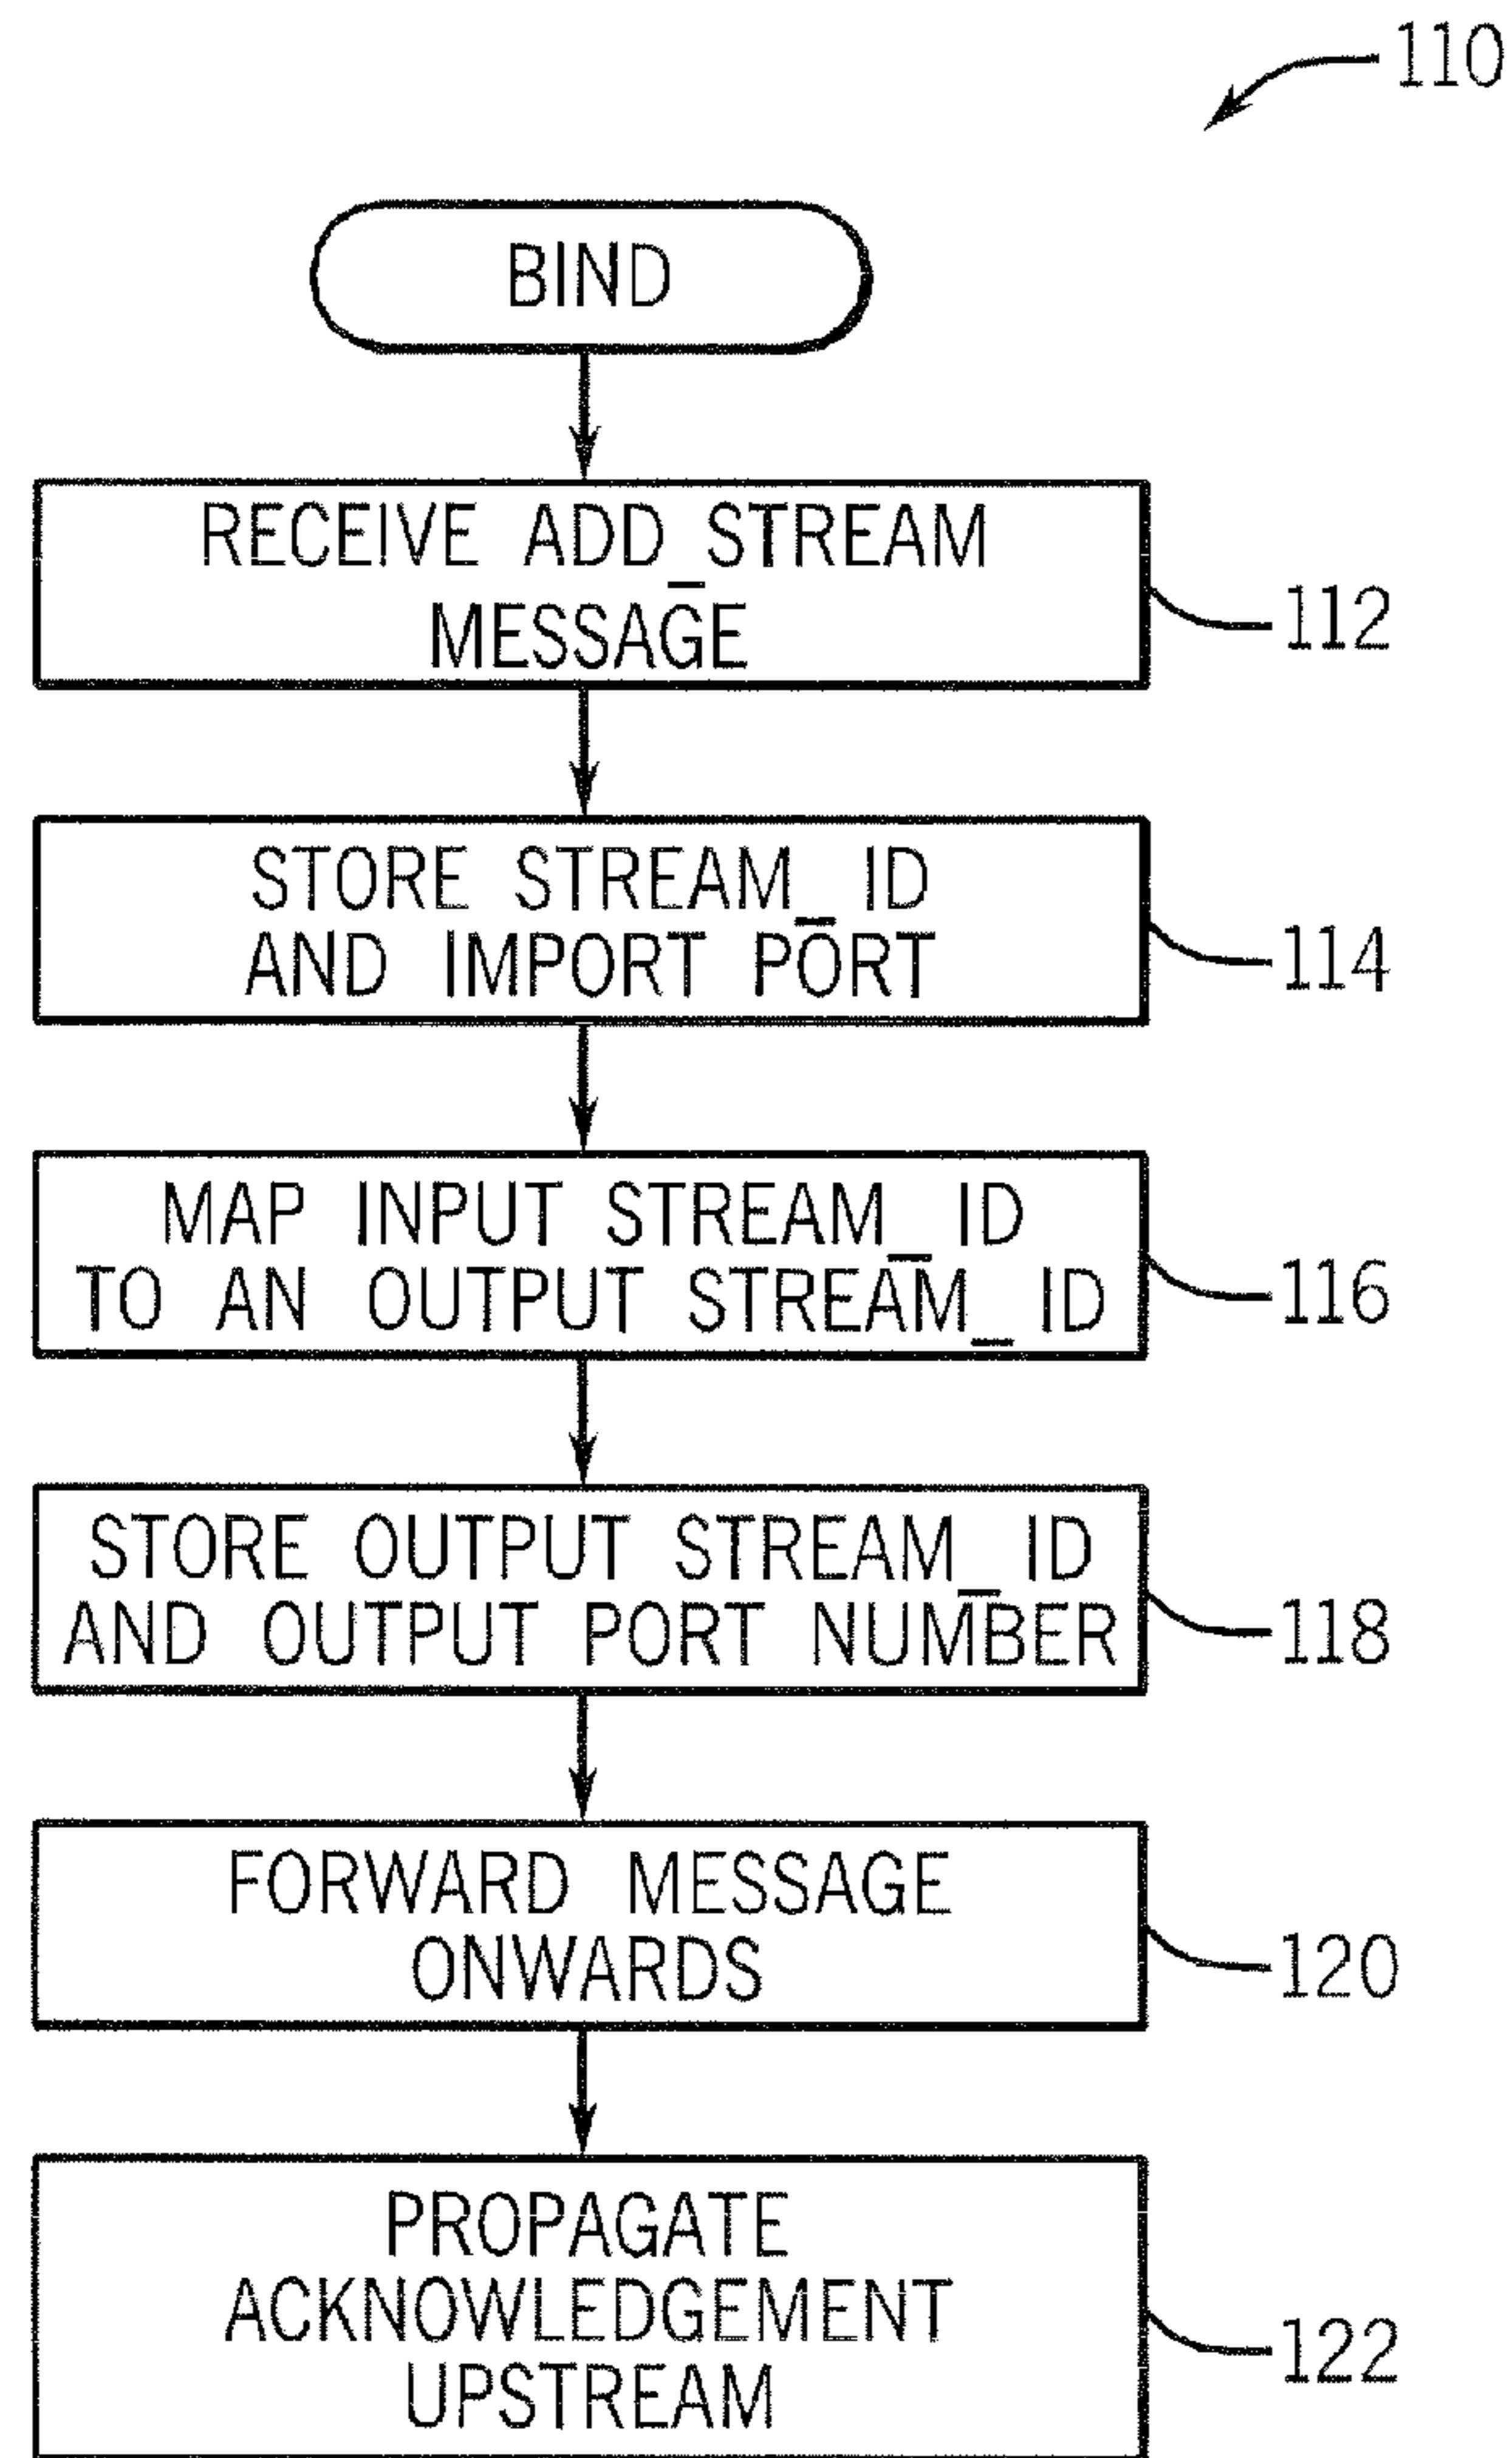 110
BIND
RECEIVE ADD_STREAM
MESSAGE
112
STORE STREAM_ID
AND IMPORT PORT
114
MAP INPUT STREAM_ID
TO AN OUTPUT STREAM_ID
116
STORE OUTPUT STREAM_ID
AND OUTPUT PORT NUMBER
118
FORWARD MESSAGE
ONWARDS
120
PROPAGATE
ACKNOWLEDGEMENT
UPSTREAM
122